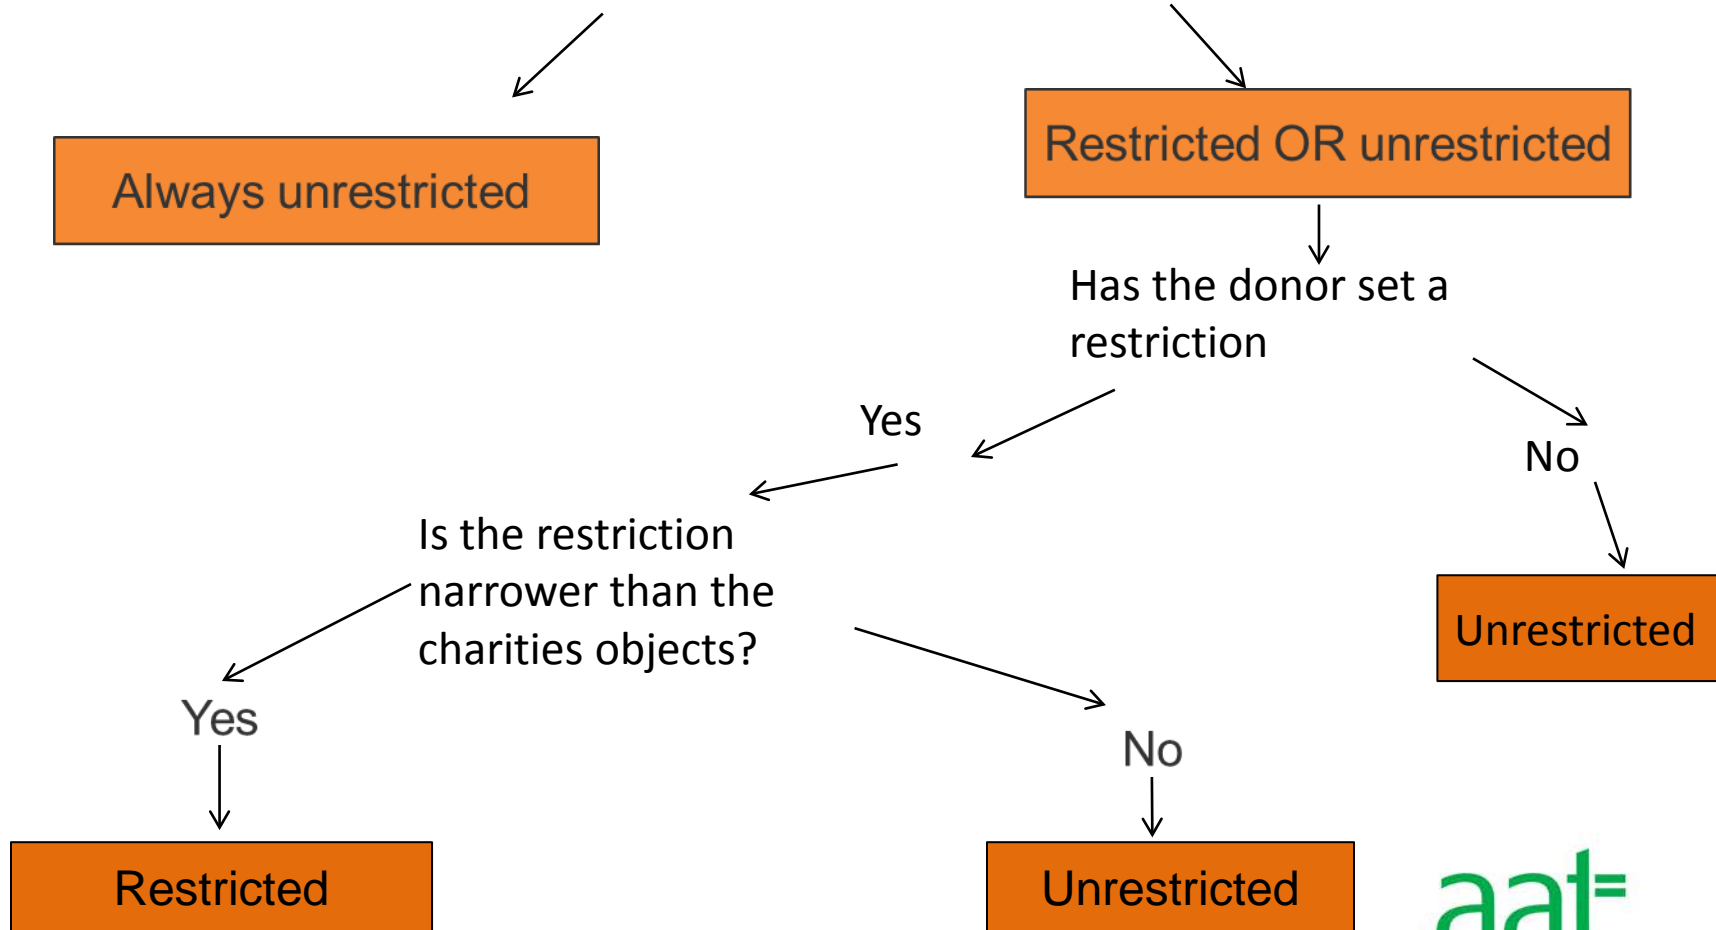 Always unrestricted
Restricted OR unrestricted
Has the donor set a
restriction
Yes
No
Is the restriction
narrower than the
charities objects?
Unrestricted
Yes
No
Restricted
Unrestricted
aat=